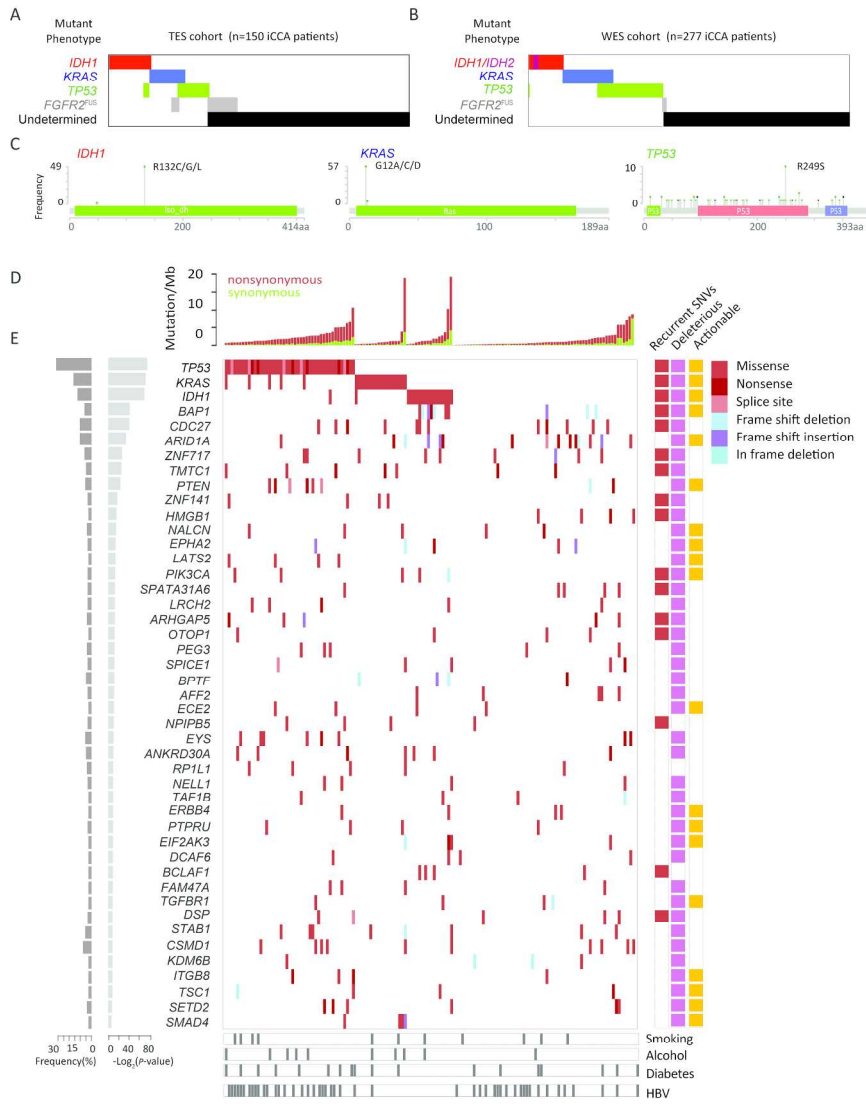 A
Mutant
Phenotype
TES cohort (n=150 iCCA patients)
IDH1
KRAS
TP53
FGFR2FUS
Undetermined
B
Mutant
Phenotype
WES cohort (n=277 iCCA patients)
IDH1/IDH2
KRAS
TP53
FGFR2FUS
Undetermined
C
IDH1
49
R132C/G/L
Frequency
0
Iso_dh
0
200
414aa
KRAS
57
G12A/C/D
0
Ras
0
100
189aa
TP53
10
R249S
0
P53
P53
P53
0
200
393aa
D
Mutation/Mb
20
10
0
nonsynonymous
synonymous
Recurrent SNVs
Deleterious
Actionable
E
TP53
KRAS
IDH1
BAP1
CDC27
ARID1A
ZNF717
TMTC1
PTEN
ZNF141
HMGB1
NALCN
EPHA2
LATS2
PIK3CA
SPATA31A6
LRCH2
ARHGAP5
OTOP1
PEG3
SPICE1
BPTF
AFF2
ECE2
NPIPB5
EYS
ANKRD30A
RP1L1
NELL1
TAF1B
ERBB4
PTPRU
EIF2AK3
DCAF6
BCLAF1
FAM47A
TGFBR1
DSP
STAB1
CSMD1
KDM6B
ITGB8
TSC1
SETD2
SMAD4
Missense
Nonsense
Splice site
Frame shift deletion
Frame shift insertion
In frame deletion
30 15 0
Frequency(%)
0 40 80
-Log2(P-value)
Smoking
Alcohol
Diabetes
HBV